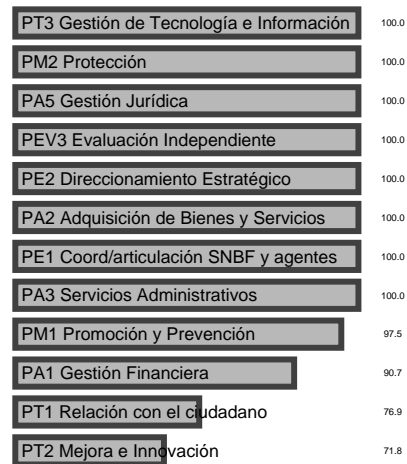 PT3 Gestión de Tecnología e Información 100.0
PM2 Protección 100.0
PA5 Gestión Jurídica 100.0
PEV3 Evaluación Independiente 100.0
PE2 Direccionamiento Estratégico 100.0
PA2 Adquisición de Bienes y Servicios 100.0
PE1 Coord/articulación SNBF y agentes 100.0
PA3 Servicios Administrativos 100.0
PM1 Promoción y Prevención 97.5
PA1 Gestión Financiera 90.7
PT1 Relación con el ciudadano 76.9
PT2 Mejora e Innovación 71.8